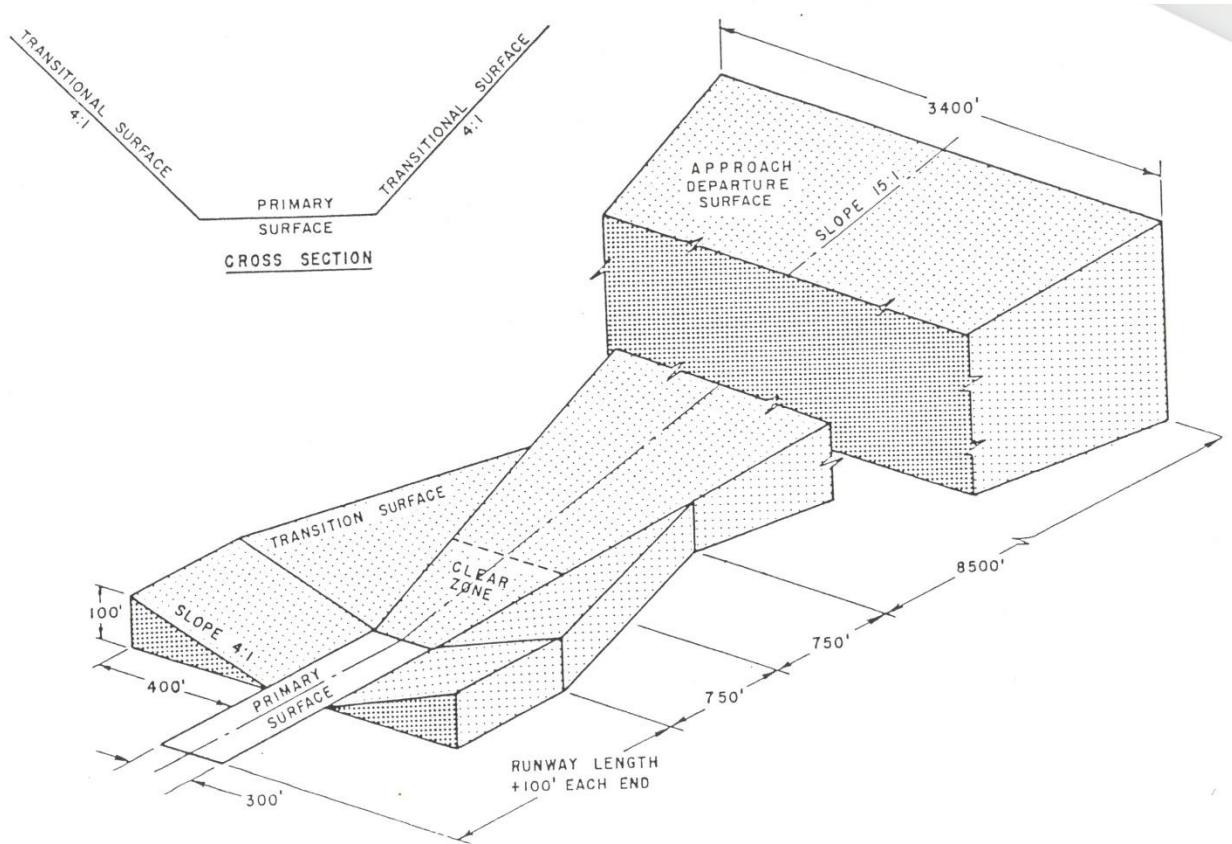 TRANSITIONAL SURFACE
4:1
TRANSITIONAL SURFACE
4:1
PRIMARY
SURFACE
CROSS SECTION
3400'
APPROACH
DEPARTURE
SURFACE
SLOPE 15:1
TRANSITION SURFACE
CLEAR
ZONE
100'
SLOPE 4:1
400'
PRIMARY
SURFACE
300'
RUNWAY LENGTH
+100' EACH END
750'
750'
8500'